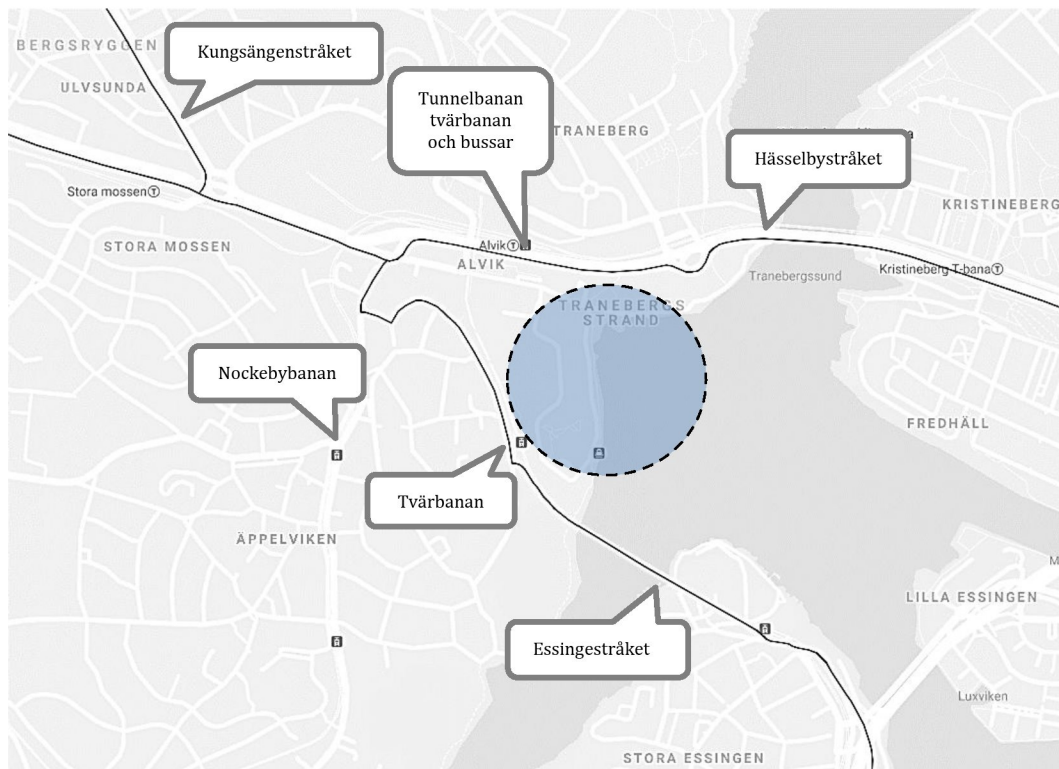 BERGSRYGGEN
Kungsängenstråket
ULVSUNDA
Tunnelbanan
tvärbanan
och bussar
TRANEBERG
Hässelbystråket
Stora mossen T
KRISTINEBERG
STORA MOSSEN
Alvik T
ALVIK
Tranebergssund
Kristineberg T-bana T
TRANEBERGS
STRAND
Nockebybanan
FREDHÄLL
Tvärbanan
ÄPPELVIKEN
LILLA ESSINGEN
Essingestråket
Luxviken
STORA ESSINGEN